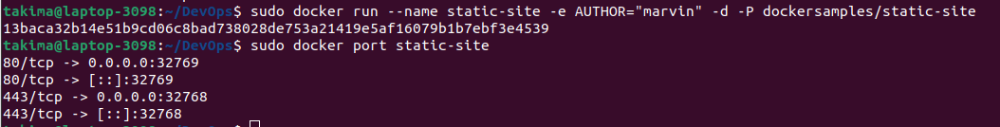 takima@laptop-3098:~/DevOps$ sudo docker run --name static-site -e AUTHOR="marvin" -d -P dockersamples/static-site
13baca32b14e51b9cd06c8bad738028de753a21419e5af16079b1b7ebf3e4539
takima@laptop-3098:~/DevOps$ sudo docker port static-site
80/tcp -> 0.0.0.0:32769
80/tcp -> [::]:32769
443/tcp -> 0.0.0.0:32768
443/tcp -> [::]:32768